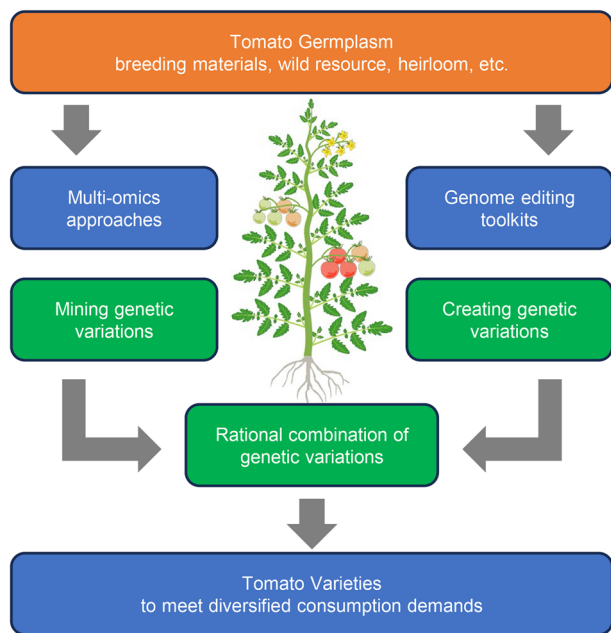 Tomato Germplasm
breeding materials, wild resource, heirloom, etc.
Multi-omics
approaches
Genome editing
toolkits
Mining genetic
variations
Creating genetic
variations
Rational combination of
genetic variations
Tomato Varieties
to meet diversified consumption demands